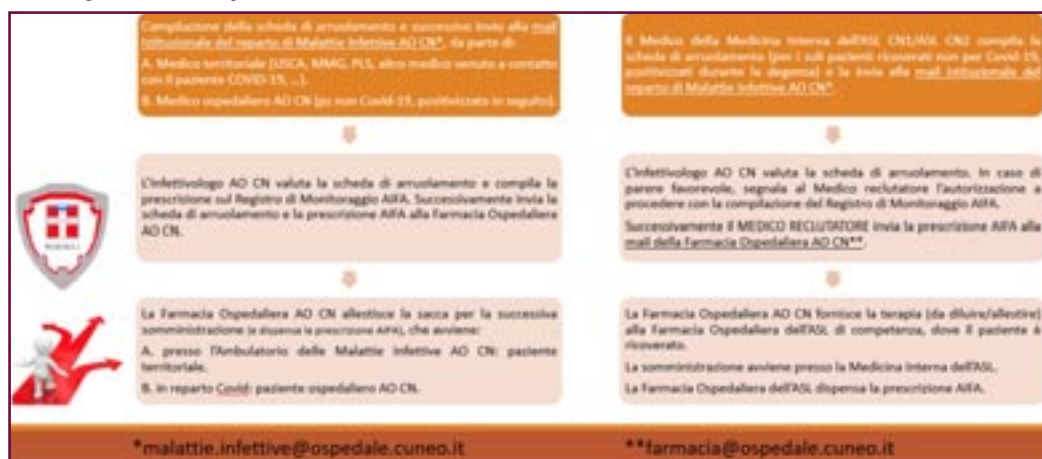 Compilazione della scheda di arruolamento e successivo invio alla mail
istituzionale del reparto di Malattie Infettive AO CN*, da parte di:
A. Medico territoriale (USCA, MMG, PLS, altro medico venuto a contatto
con il paziente COVID-19, ...).
B. Medico ospedaliero AO CN (pz non Covid-19, positivizzato in seguito).
L'Infettivologo AO CN valuta la scheda di arruolamento e compila la
prescrizione sul Registro di Monitoraggio AIFA. Successivamente invia la
scheda di arruolamento e la prescrizione AIFA alla Farmacia Ospedaliera
AO CN.
La Farmacia Ospedaliera AO CN allestisce la sacca per la successiva
somministrazione (e dispensa la prescrizione AIFA), che avviene:
A. presso l'Ambulatorio delle Malattie Infettive AO CN: paziente
territoriale.
B. in reparto Covid: paziente ospedaliero AO CN.
Il Medico della Medicina Interna dell'ASL CN1/ASL CN2 compila la
scheda di arruolamento (per i soli pazienti ricoverati non per Covid-19,
positivizzati durante la degenza) e la invia alla mail istituzionale del
reparto di Malattie Infettive AO CN*.
L'Infettivologo AO CN valuta la scheda di arruolamento. In caso di
parere favorevole, segnala al Medico reclutatore l'autorizzazione a
procedere con la compilazione del Registro di Monitoraggio AIFA.
Successivamente il MEDICO RECLUTATORE invia la prescrizione AIFA alla
mail della Farmacia Ospedaliera AO CN**.
La Farmacia Ospedaliera AO CN fornisce la terapia (da diluire/allestire)
alla Farmacia Ospedaliera dell'ASL di competenza, dove il paziente è
ricoverato.
La somministrazione avviene presso la Medicina Interna dell'ASL.
La Farmacia Ospedaliera dell'ASL dispensa la prescrizione AIFA.
*malattie.infettive@ospedale.cuneo.it
**farmacia@ospedale.cuneo.it